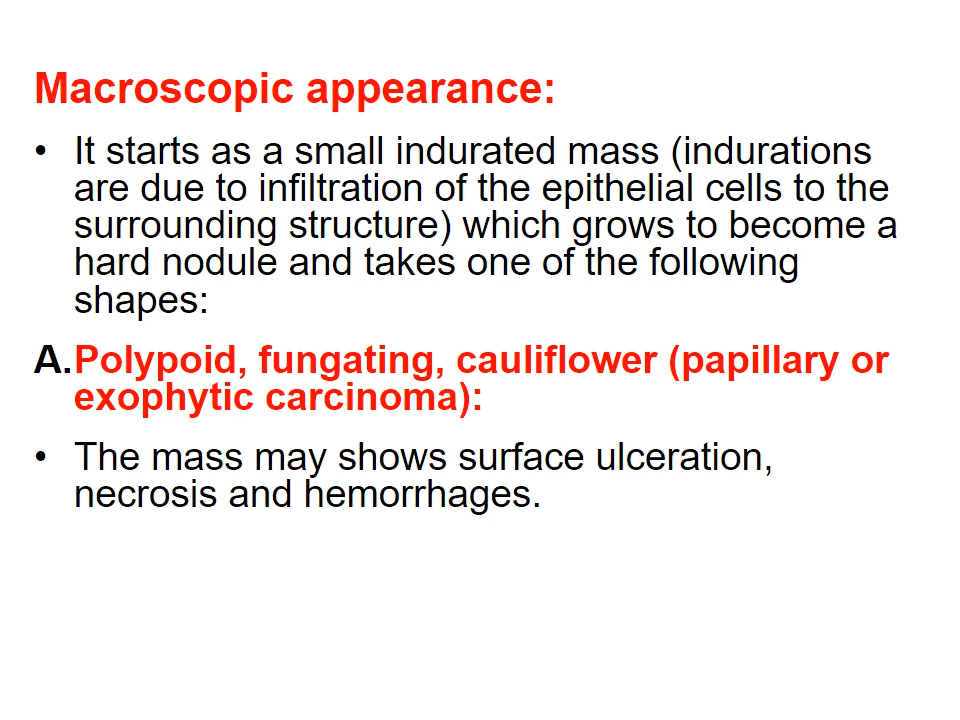 Macroscopic appearance:
• It starts as a small indurated mass (indurations
are due to infiltration of the epithelial cells to the
surrounding structure) which grows to become a
hard nodule and takes one of the following
shapes:
A. Polypoid, fungating, cauliflower (papillary or
exophytic carcinoma):
• The mass may shows surface ulceration,
necrosis and hemorrhages.